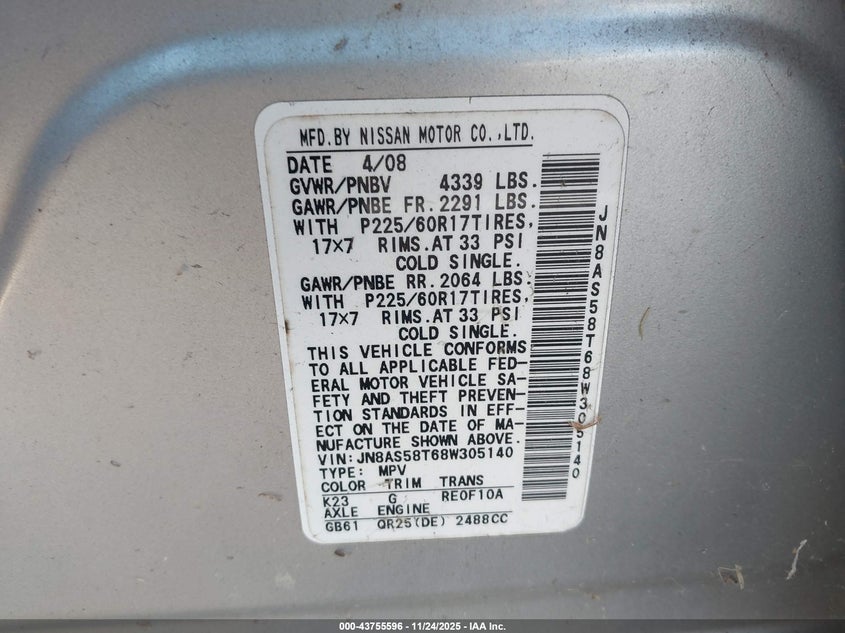 MFD.BY NISSAN MOTOR CO.,LTD.
DATE 4/08
GVWR/PNBV 4339 LBS.
GAWR/PNBE FR. 2291 LBS.
WITH P225/60R17TIRES,
17×7 RIMS.AT 33 PSI
COLD SINGLE.
GAWR/PNBE RR. 2064 LBS.
WITH P225/60R17TIRES,
17×7 RIMS.AT 33 PSI
COLD SINGLE.
THIS VEHICLE CONFORMS
TO ALL APPLICABLE FED-
ERAL MOTOR VEHICLE SA-
FETY AND THEFT PREVEN-
TION STANDARDS IN EFF-
ECT ON THE DATE OF MA-
NUFACTURE SHOWN ABOVE.
VIN: JN8AS58T68W305140
TYPE: MPV
COLOR TRIM TRANS
K23 G RE0F10A
AXLE ENGINE
GB61 QR25(DE) 2488CC
JN8AS58T68W305140
000-43755596 - 11/24/2025 - IAA Inc.